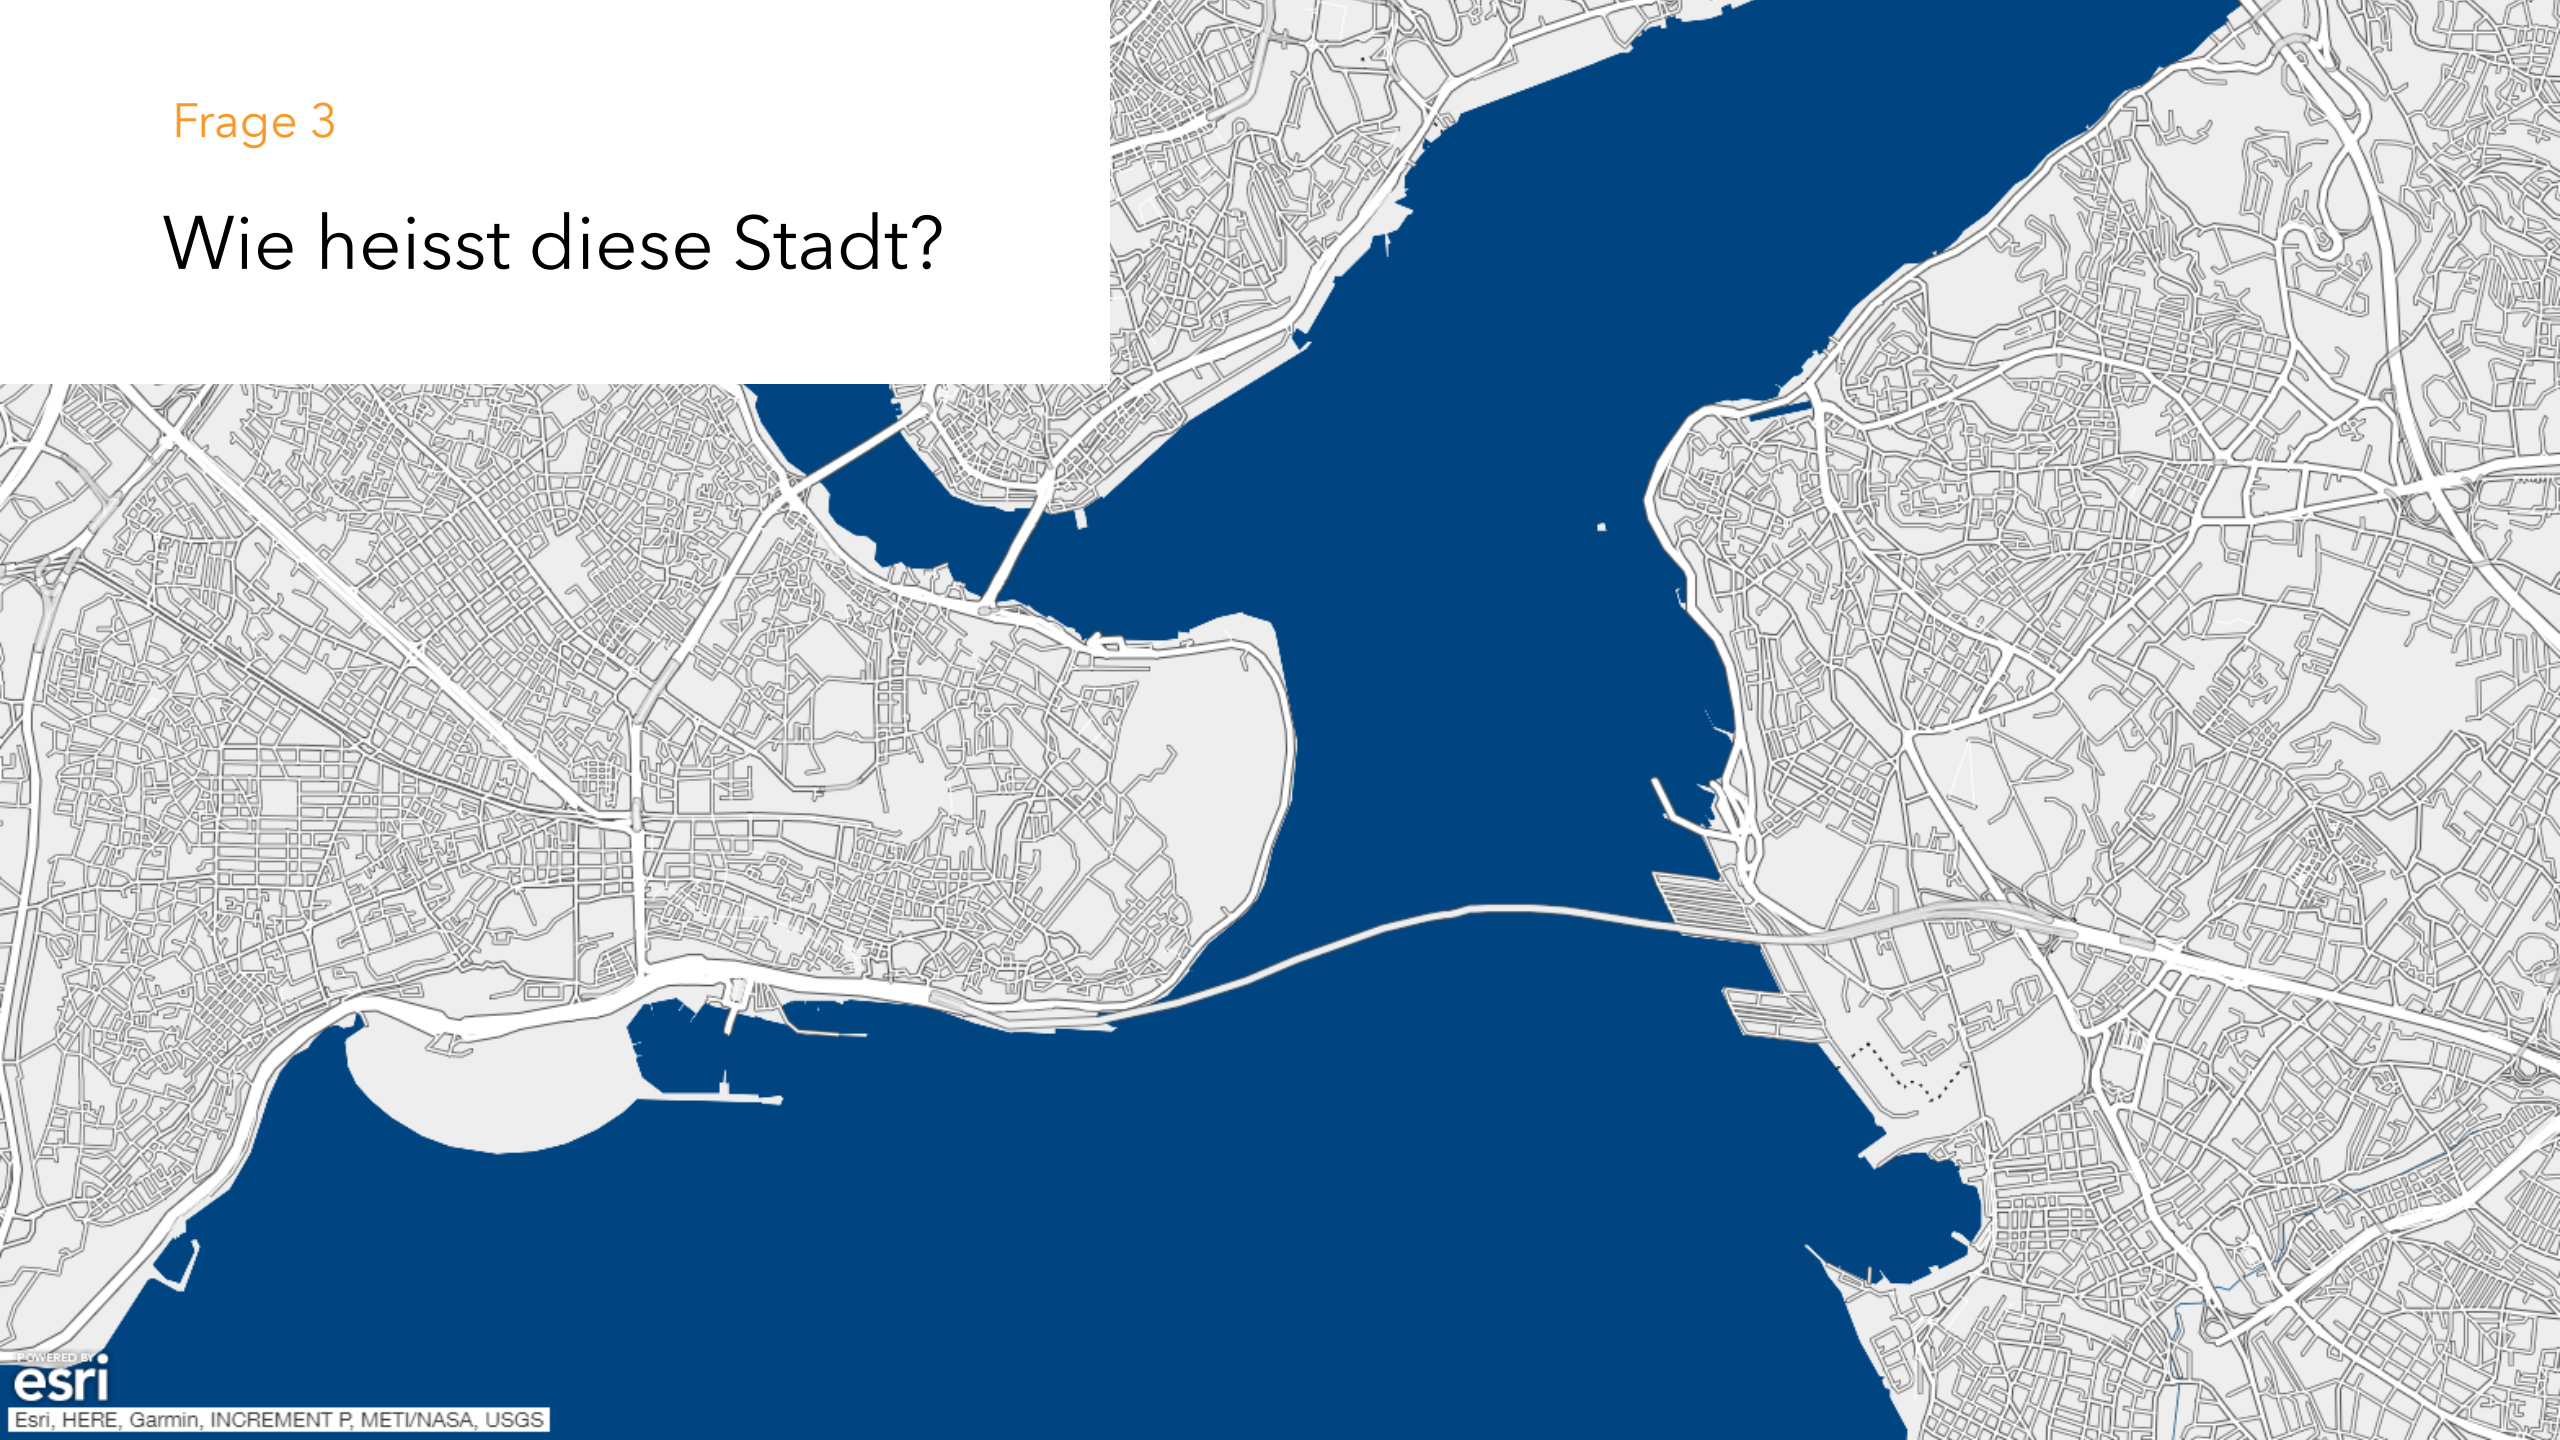 Frage 3
Wie heisst diese Stadt?
POWERED BY
esri
Esri, HERE, Garmin, INCREMENT P, METI/NASA, USGS